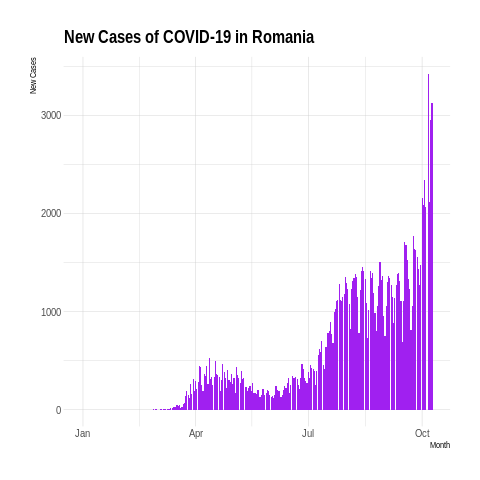 New Cases of COVID-19 in Romania
New Cases
3000
2000
1000
0
Jan Apr Jul Oct
Month